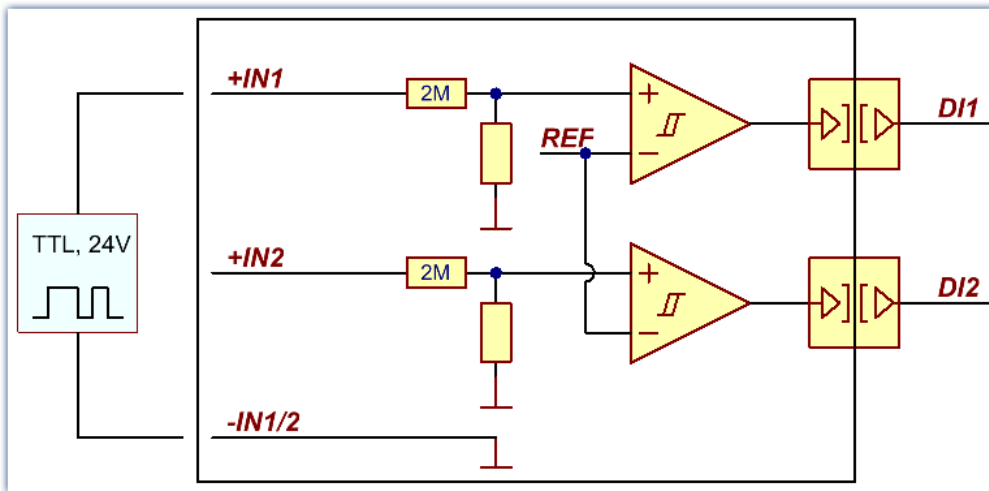 +IN1
2M
DI1
REF
TTL, 24V
+IN2
2M
DI2
-IN1/2